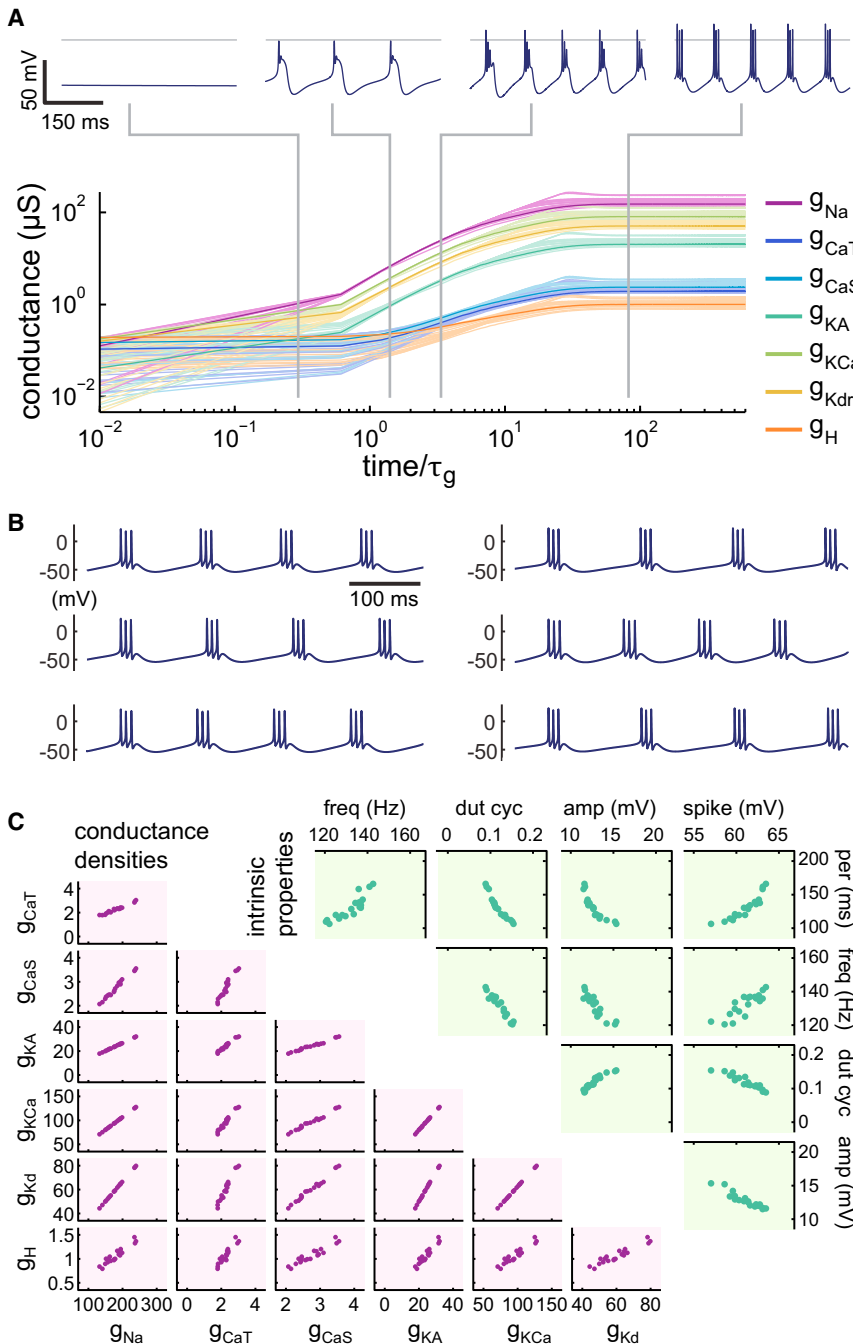 A
50 mV
150 ms
conductance (µS)
10²
10⁰
10⁻²
10⁻² 10⁻¹ 10⁰ 10¹ 10²
time/τg
gNa
gCaT
gCaS
gKA
gKCa
gKdr
gH
B
0
-50
(mV)
100 ms
0
-50
0
-50
0
-50
0
-50
0
-50
C
conductance
densities
intrinsic
properties
freq (Hz) dut cyc amp (mV) spike (mV)
120 140 160 0 0.1 0.2 10 15 20 55 60 65
200
150
100
per (ms)
160
140
120
freq (Hz)
0.2
0.1
0
dut cyc
20
15
10
amp (mV)
gCaT
4
2
0
gCaS
4
3
2
gKA
40
20
0
gKCa
150
100
50
gKd
80
60
40
gH
1.5
1.0
0.5
100 200 300 0 2 4 2 3 4 0 20 40 50 100 150 40 60 80
gNa gCaT gCaS gKA gKCa gKd